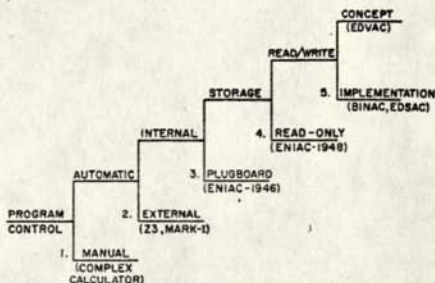 CONCEPT
(EDVAC)
READ/WRITE
STORAGE
5. IMPLEMENTATION
(BINAC, EDSAC)
INTERNAL
4. READ-ONLY
(ENIAC-1948)
AUTOMATIC
3. PLUGBOARD
(ENIAC-1946)
PROGRAM
CONTROL
2. EXTERNAL
(Z3, MARK-I)
1. MANUAL
(COMPLEX
CALCULATOR)